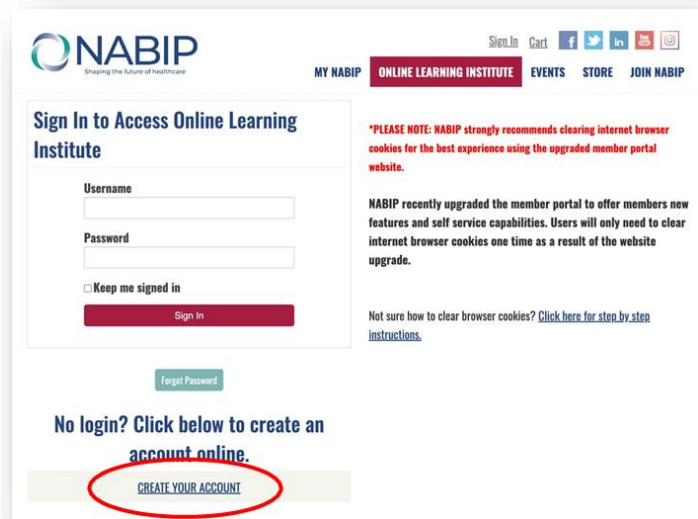 NABIP
Shaping the future of healthcare
Sign In Cart
MY NABIP ONLINE LEARNING INSTITUTE EVENTS STORE JOIN NABIP
Sign In to Access Online Learning
Institute
Username
Password
Keep me signed in
Sign In
Forgot Password
No login? Click below to create an
account online.
CREATE YOUR ACCOUNT
*PLEASE NOTE: NABIP strongly recommends clearing internet browser
cookies for the best experience using the upgraded member portal
website.
NABIP recently upgraded the member portal to offer members new
features and self service capabilities. Users will only need to clear
internet browser cookies one time as a result of the website
upgrade.
Not sure how to clear browser cookies? Click here for step by step
instructions.